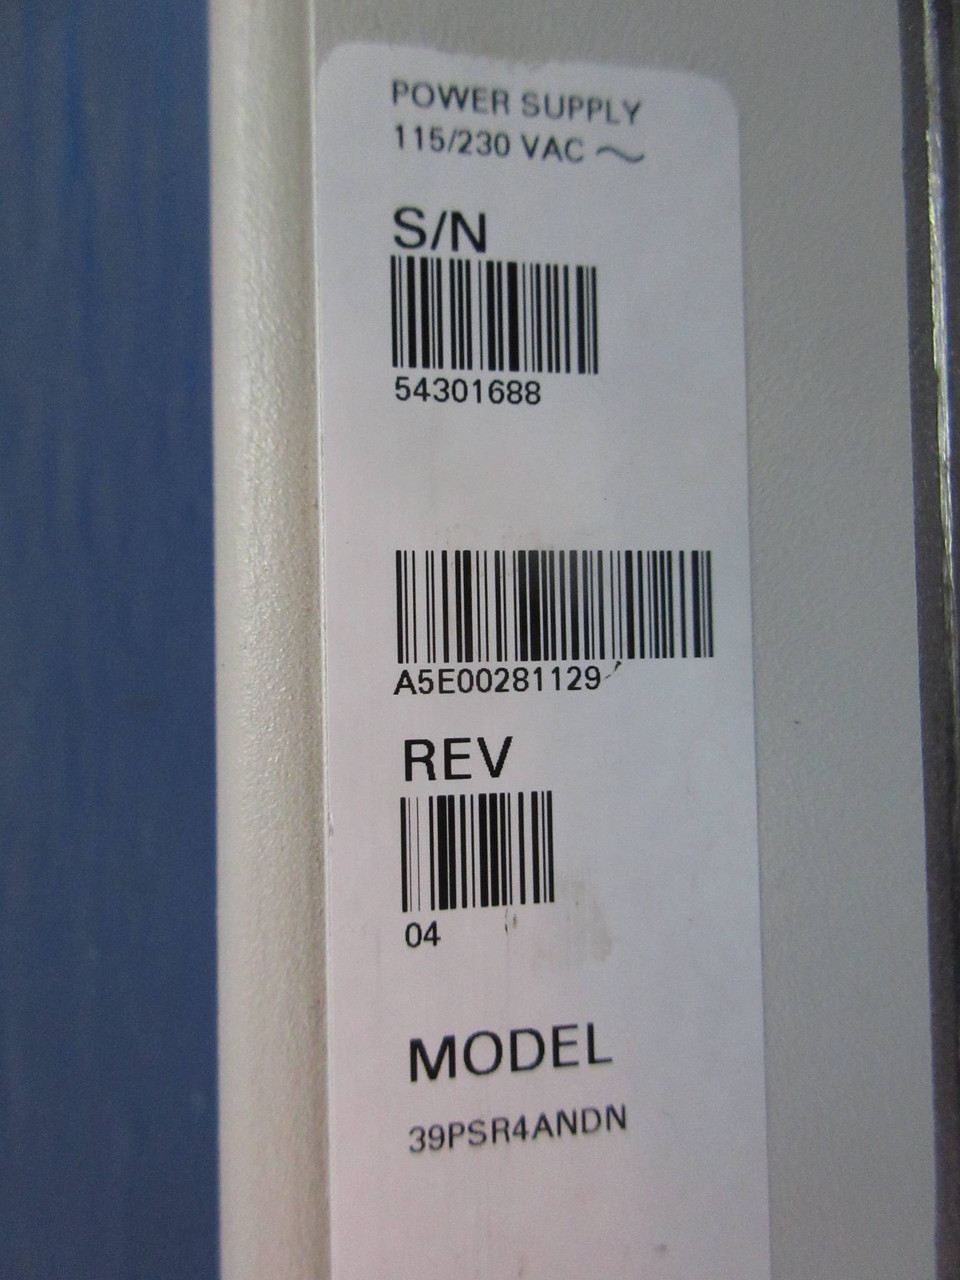 POWER SUPPLY
115/230 VAC ~
S/N
54301688
A5E00281129
REV
04
MODEL
39PSR4ANDN